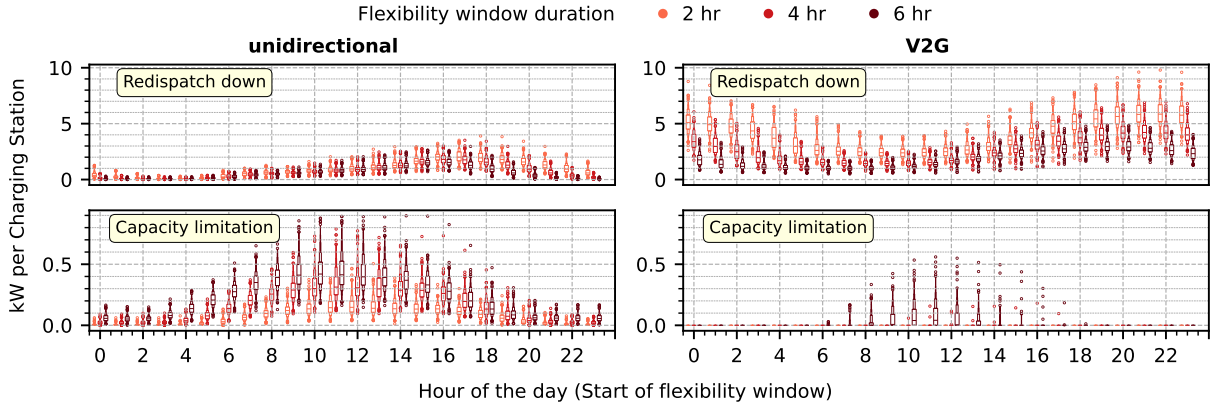 Flexibility window duration 2 hr 4 hr 6 hr
unidirectional V2G
kW per Charging Station
10 Redispatch down 10 Redispatch down
5 5
0 0
Capacity limitation Capacity limitation
0.5 0.5
0.0 0.0
0 2 4 6 8 10 12 14 16 18 20 22 0 2 4 6 8 10 12 14 16 18 20 22
Hour of the day (Start of flexibility window)